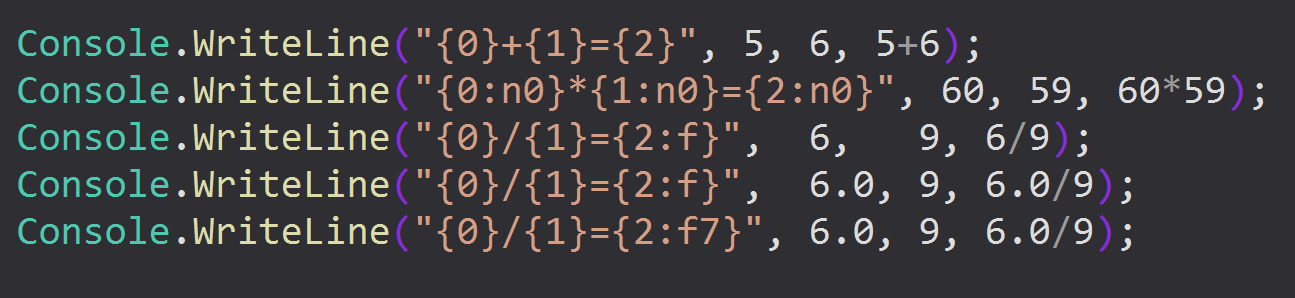 Console.WriteLine("{0}+{1}={2}", 5, 6, 5+6);
Console.WriteLine("{0:n0}*{1:n0}={2:n0}", 60, 59, 60*59);
Console.WriteLine("{0}/{1}={2:f}",  6,   9, 6/9);
Console.WriteLine("{0}/{1}={2:f}",  6.0, 9, 6.0/9);
Console.WriteLine("{0}/{1}={2:f7}", 6.0, 9, 6.0/9);